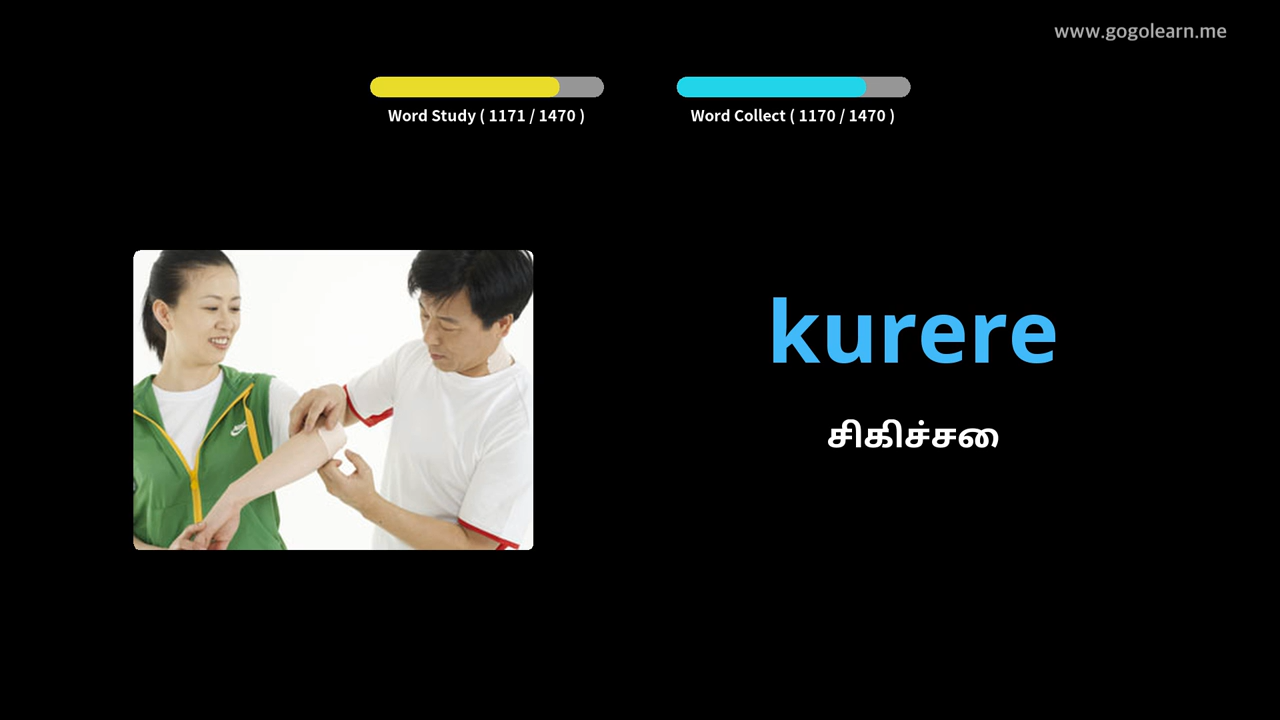 www.gogolearn.me
Word Study ( 1171 / 1470 )
Word Collect ( 1170 / 1470 )
kurere
சிகிச்சை